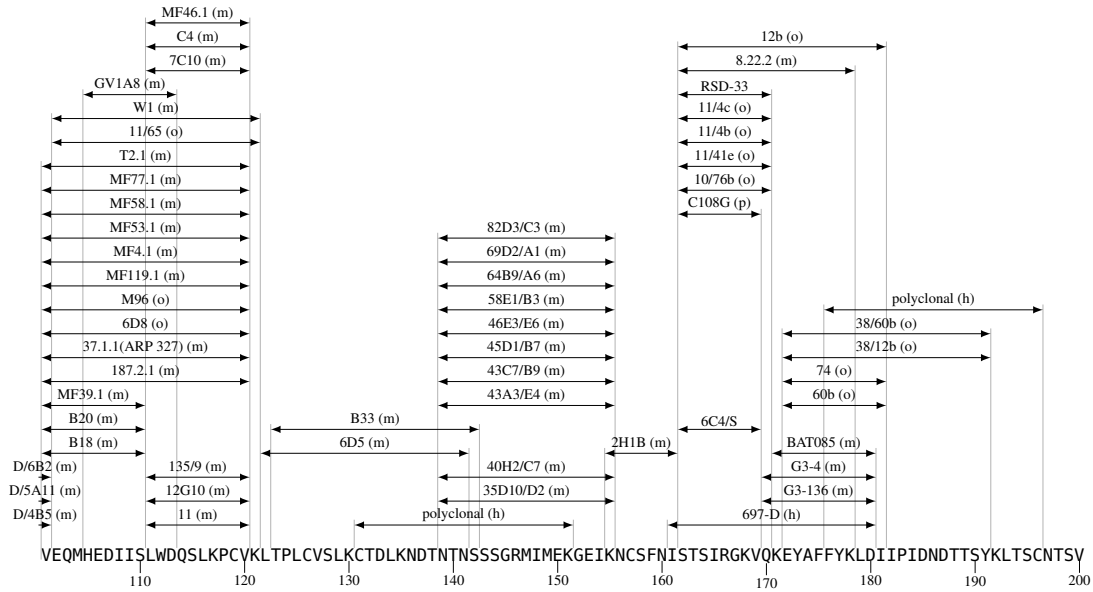 MF46.1 (m)
C4 (m)
12b (o)
7C10 (m)
8.22.2 (m)
GV1A8 (m)
RSD-33
W1 (m)
11/4c (o)
11/65 (o)
11/4b (o)
T2.1 (m)
11/41e (o)
MF77.1 (m)
10/76b (o)
MF58.1 (m)
C108G (p)
MF53.1 (m)
82D3/C3 (m)
MF4.1 (m)
69D2/A1 (m)
MF119.1 (m)
64B9/A6 (m)
M96 (o)
58E1/B3 (m)
polyclonal (h)
6D8 (o)
46E3/E6 (m)
38/60b (o)
37.1.1(ARP 327) (m)
45D1/B7 (m)
38/12b (o)
187.2.1 (m)
43C7/B9 (m)
74 (o)
MF39.1 (m)
43A3/E4 (m)
60b (o)
B20 (m)
B33 (m)
6C4/S
B18 (m)
6D5 (m)
2H1B (m)
BAT085 (m)
D/6B2 (m)
135/9 (m)
40H2/C7 (m)
G3-4 (m)
D/5A11 (m)
12G10 (m)
35D10/D2 (m)
G3-136 (m)
D/4B5 (m)
11 (m)
polyclonal (h)
697-D (h)
VEQMHEDIISLWDQSLKPCVKLTPLCVSLKCTDLKNDTNTNSSSGRMIMEKGEIKNCSFNISTSIRGKVQKEYAFFYKLDIIPIDNDTTSYKLTSCNTSV
110 120 130 140 150 160 170 180 190 200